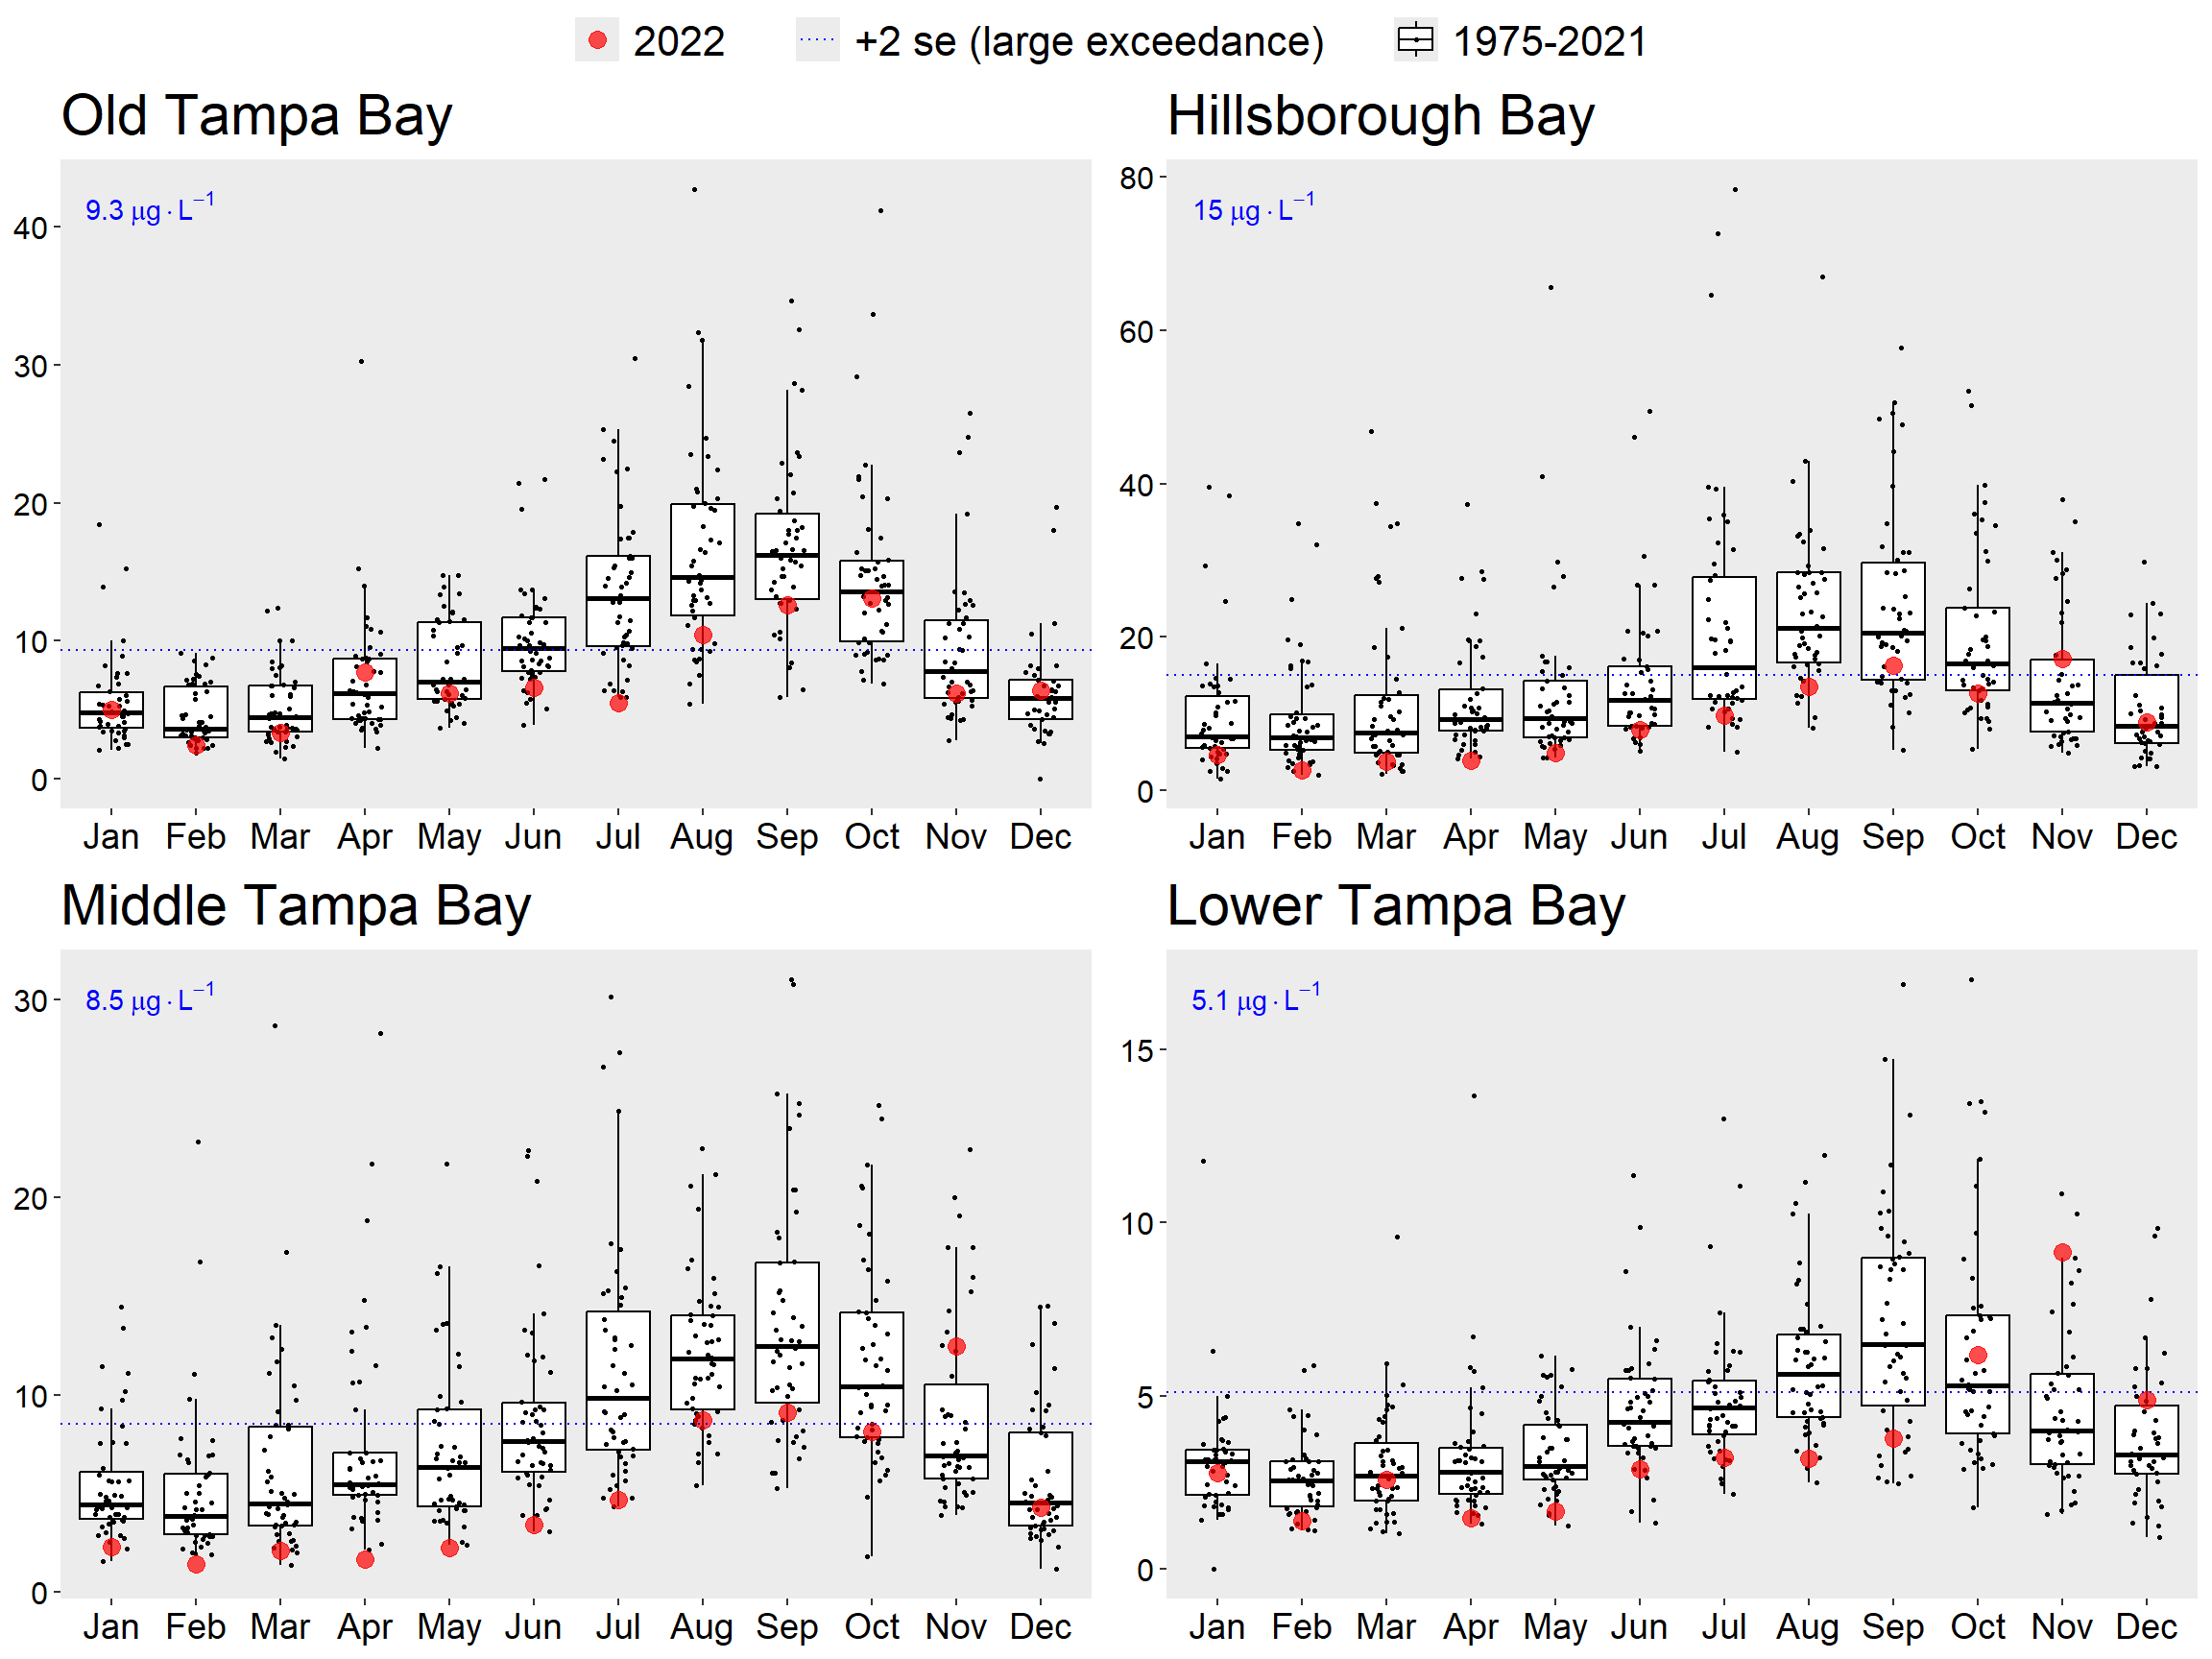 2022 +2 se (large exceedance) 1975-2021
Old Tampa Bay
9.3 μg·L⁻¹
40
30
20
10
0
Jan Feb Mar Apr May Jun Jul Aug Sep Oct Nov Dec
Hillsborough Bay
15 μg·L⁻¹
80
60
40
20
0
Jan Feb Mar Apr May Jun Jul Aug Sep Oct Nov Dec
Middle Tampa Bay
8.5 μg·L⁻¹
30
20
10
0
Jan Feb Mar Apr May Jun Jul Aug Sep Oct Nov Dec
Lower Tampa Bay
5.1 μg·L⁻¹
15
10
5
0
Jan Feb Mar Apr May Jun Jul Aug Sep Oct Nov Dec